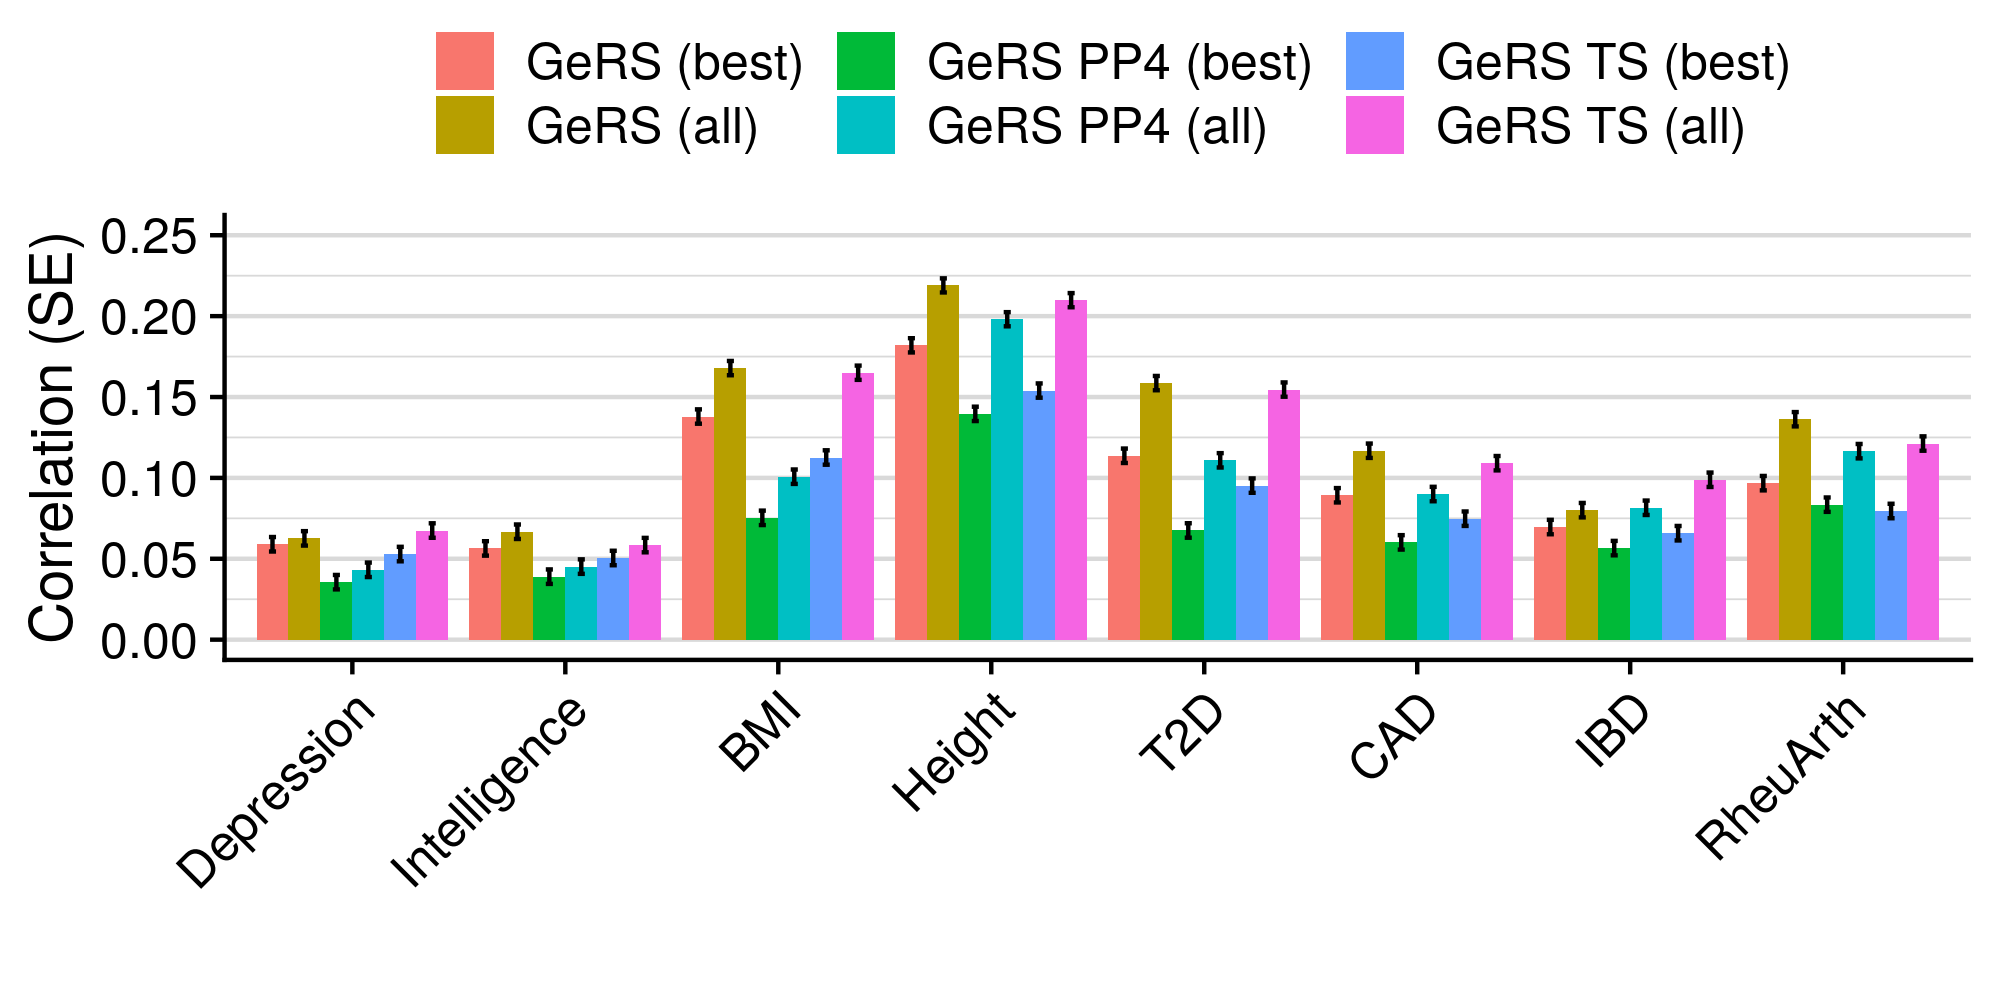 GeRS (best) GeRS PP4 (best) GeRS TS (best)
GeRS (all) GeRS PP4 (all) GeRS TS (all)
Correlation (SE)
0.25
0.20
0.15
0.10
0.05
0.00
Depression Intelligence BMI Height T2D CAD IBD RheuArth